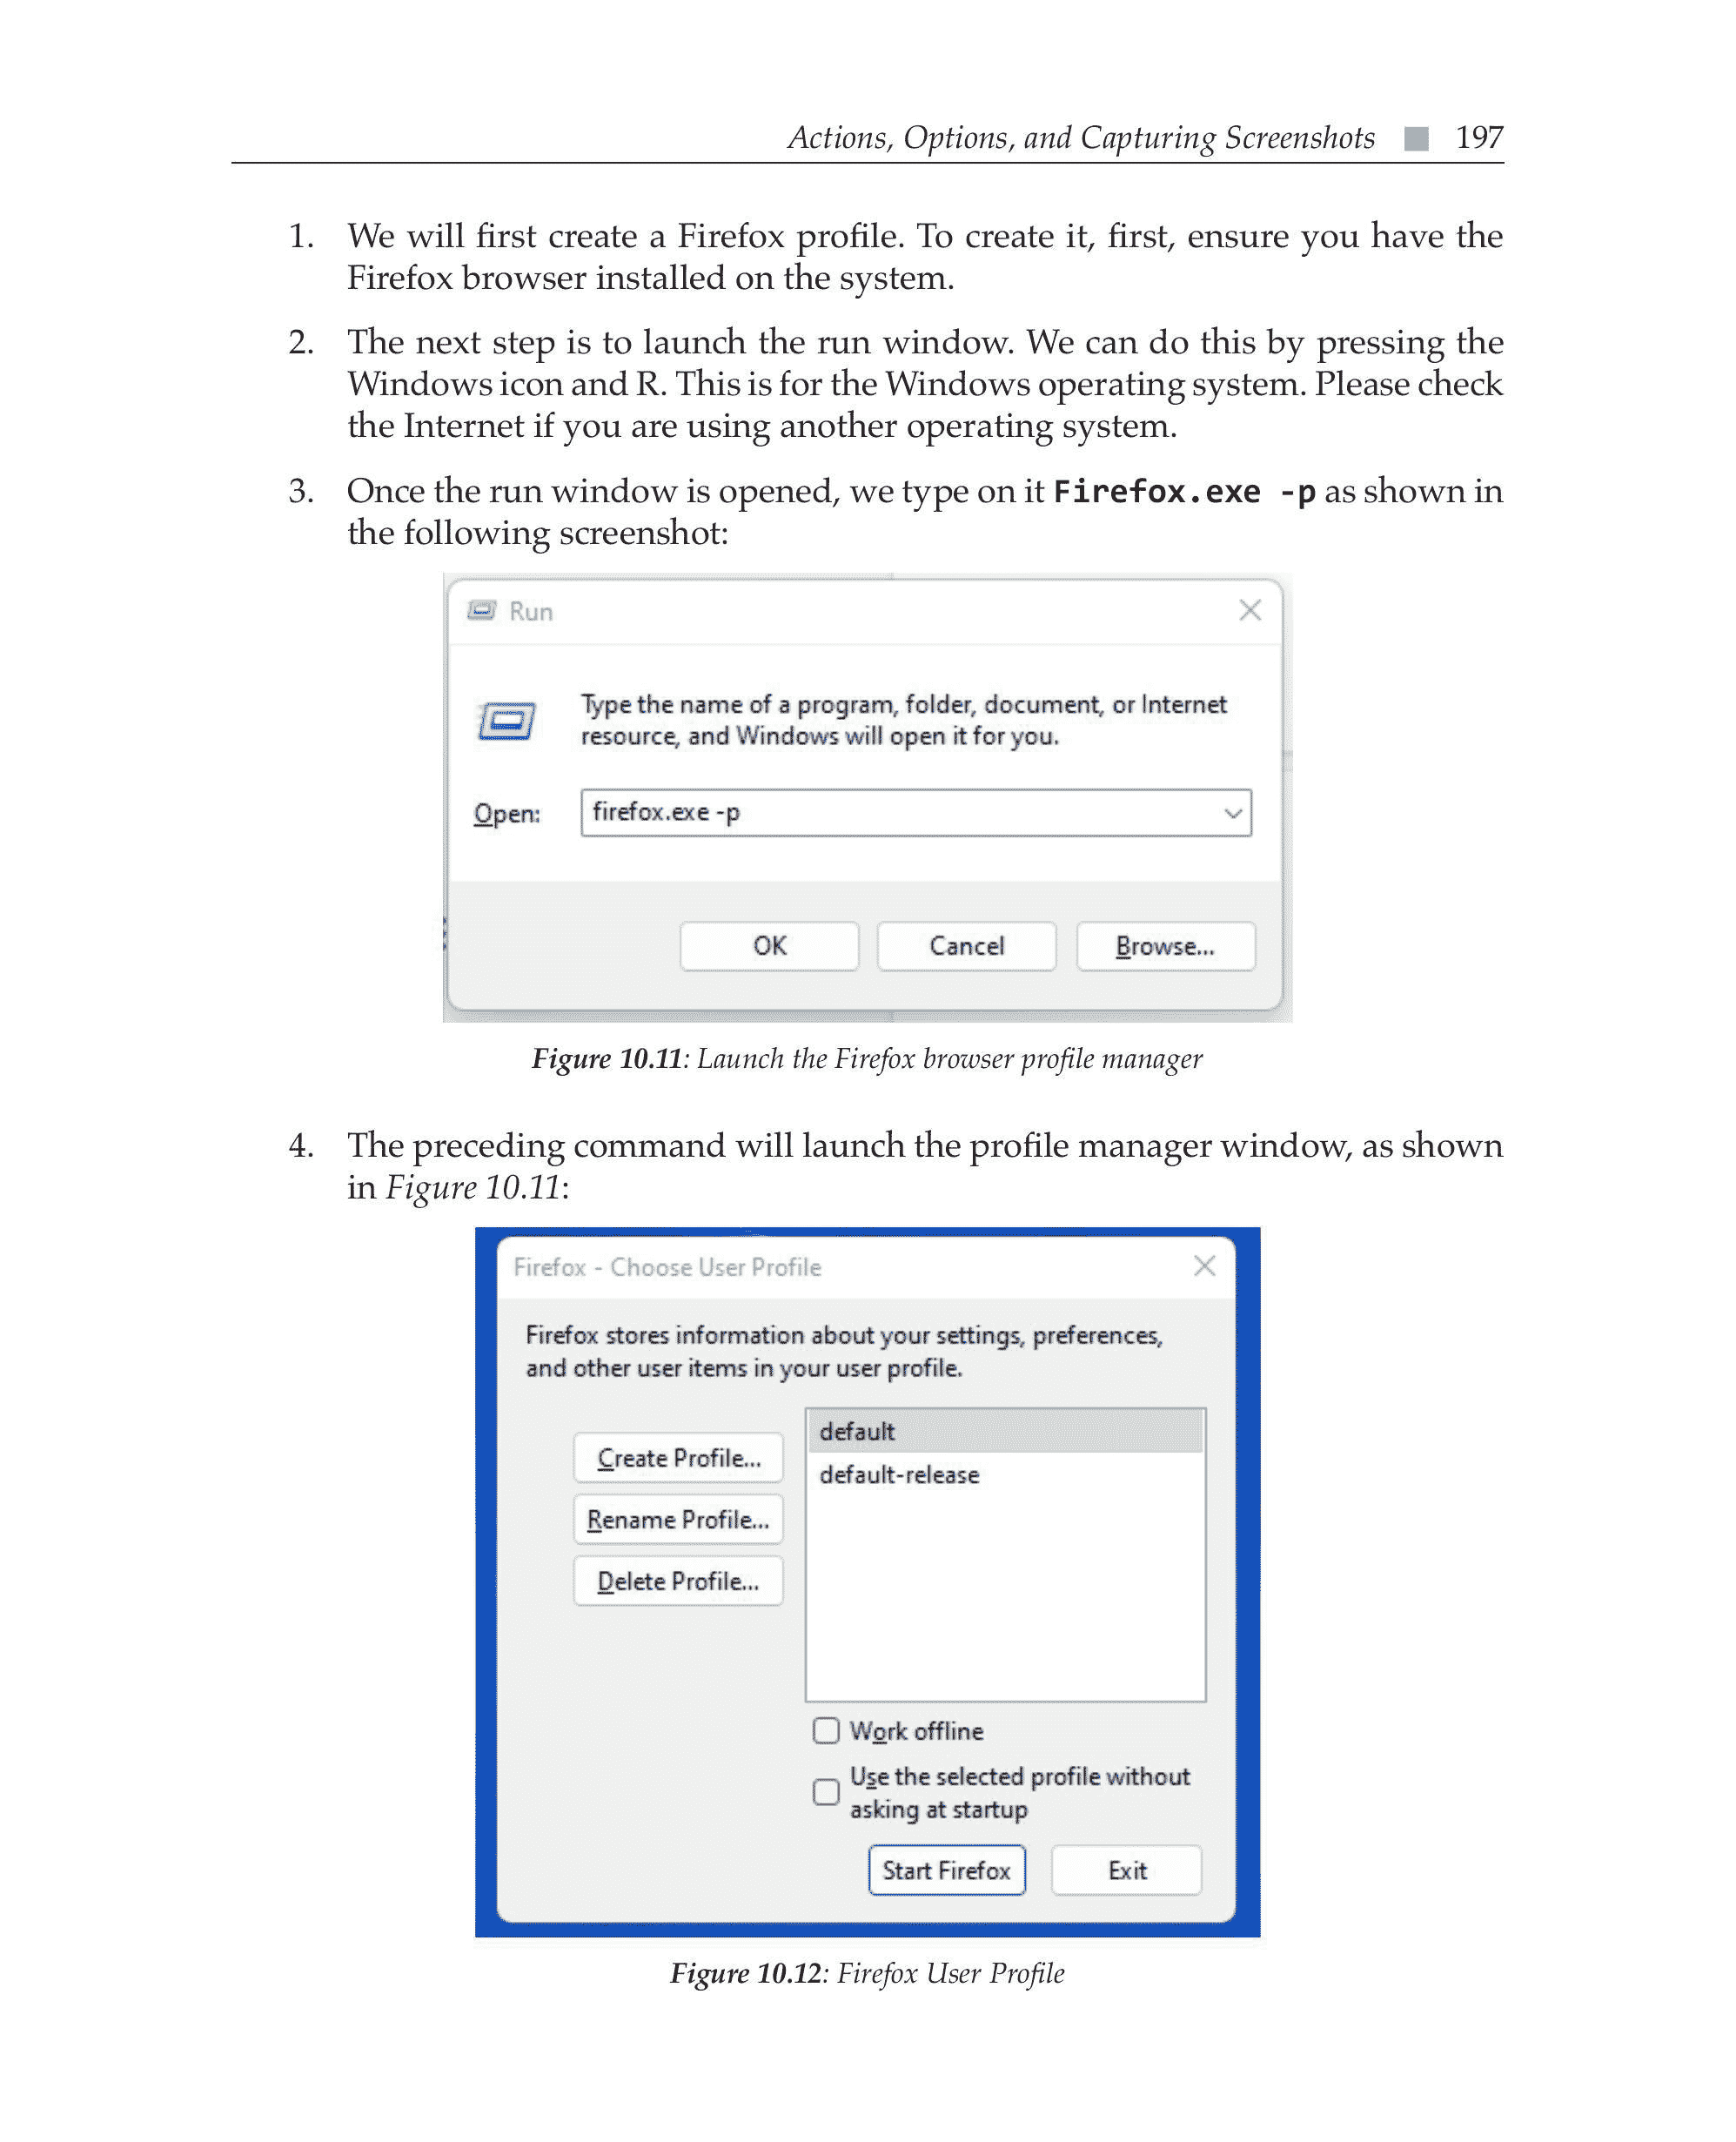 Actions, Options, and Capturing Screenshots 197
1. We will first create a Firefox profile. To create it, first, ensure you have the
Firefox browser installed on the system.
2. The next step is to launch the run window. We can do this by pressing the
Windows icon and R. This is for the Windows operating system. Please check
the Internet if you are using another operating system.
3. Once the run window is opened, we type on it Firefox.exe -p as shown in
the following screenshot:
Run
Type the name of a program, folder, document, or Internet
resource, and Windows will open it for you.
Open: firefox.exe -p
OK Cancel Browse...
Figure 10.11: Launch the Firefox browser profile manager
4. The preceding command will launch the profile manager window, as shown
in Figure 10.11:
Firefox - Choose User Profile
Firefox stores information about your settings, preferences,
and other user items in your user profile.
Create Profile...
Rename Profile...
Delete Profile...
default
default-release
Work offline
Use the selected profile without
asking at startup
Start Firefox Exit
Figure 10.12: Firefox User Profile